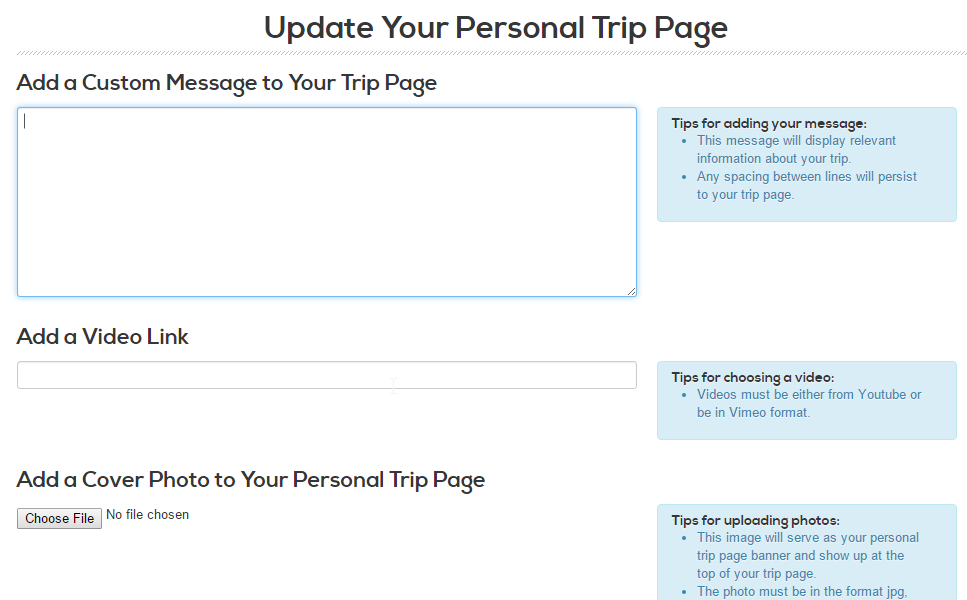 Update Your Personal Trip Page
Add a Custom Message to Your Trip Page
Tips for adding your message:
• This message will display relevant
information about your trip.
• Any spacing between lines will persist
to your trip page.
Add a Video Link
Tips for choosing a video:
• Videos must be either from Youtube or
be in Vimeo format.
Add a Cover Photo to Your Personal Trip Page
Choose File No file chosen
Tips for uploading photos:
• This image will serve as your personal
trip page banner and show up at the
top of your trip page.
• The photo must be in the format jpg,